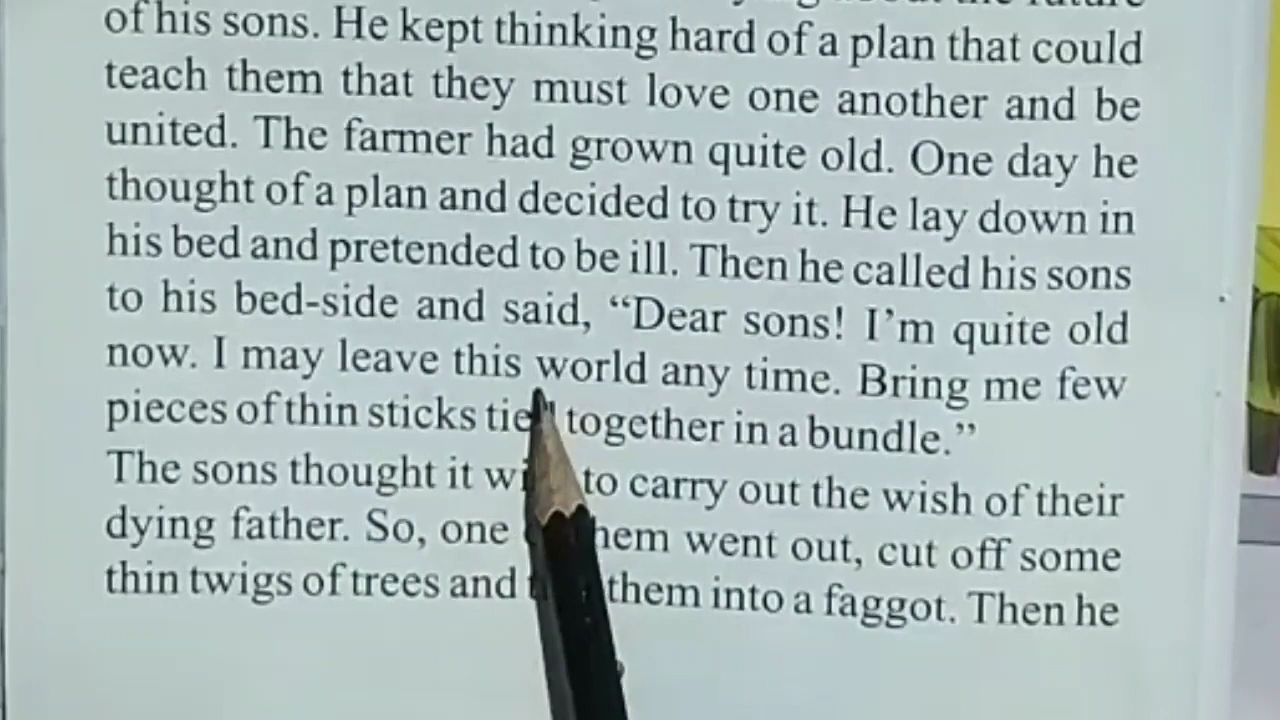 of his sons. He kept thinking hard of a plan that could
teach them that they must love one another and be
united. The farmer had grown quite old. One day he
thought of a plan and decided to try it. He lay down in
his bed and pretended to be ill. Then he called his sons
to his bed-side and said, “Dear sons! I’m quite old
now. I may leave this world any time. Bring me few
pieces of thin sticks together in a bundle.”
The sons thought it to carry out the wish of their
dying father. So, one went out, cut off some
thin twigs of trees and them into a faggot. Then he